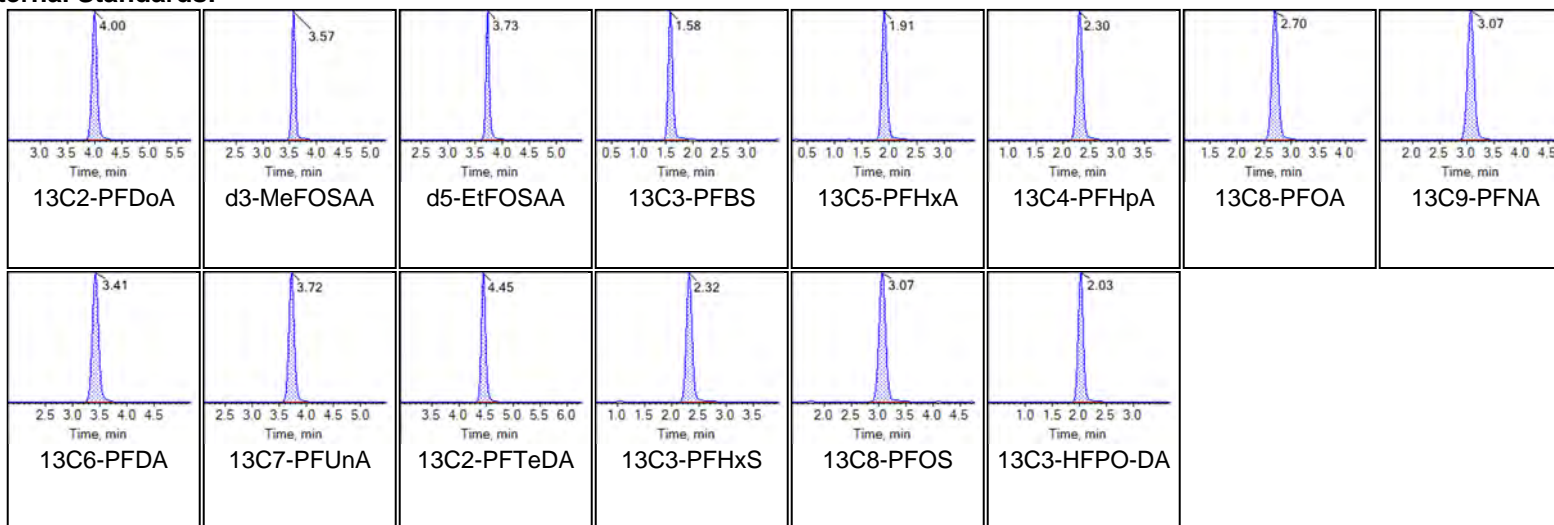 4.00 3.57 3.73 1.58 1.91 2.30 2.70 3.07
3.0 3.5 4.0 4.5 5.0 5.5 2.5 3.0 3.5 4.0 4.5 5.0 2.5 3.0 3.5 4.0 4.5 5.0 0.5 1.0 1.5 2.0 2.5 3.0 0.5 1.0 1.5 2.0 2.5 3.0 1.0 1.5 2.0 2.5 3.0 3.5 1.5 2.0 2.5 3.0 3.5 4.0 2.0 2.5 3.0 3.5 4.0 4.5
Time, min Time, min Time, min Time, min Time, min Time, min Time, min Time, min
13C2-PFDoA d3-MeFOSAA d5-EtFOSAA 13C3-PFBS 13C5-PFHxA 13C4-PFHpA 13C8-PFOA 13C9-PFNA
3.41 3.72 4.45 2.32 3.07 2.03
2.5 3.0 3.5 4.0 4.5 2.5 3.0 3.5 4.0 4.5 5.0 3.5 4.0 4.5 5.0 5.5 6.0 1.0 1.5 2.0 2.5 3.0 3.5 2.0 2.5 3.0 3.5 4.0 4.5 1.0 1.5 2.0 2.5 3.0
Time, min Time, min Time, min Time, min Time, min Time, min
13C6-PFDA 13C7-PFUnA 13C2-PFTeDA 13C3-PFHxS 13C8-PFOS 13C3-HFPO-DA